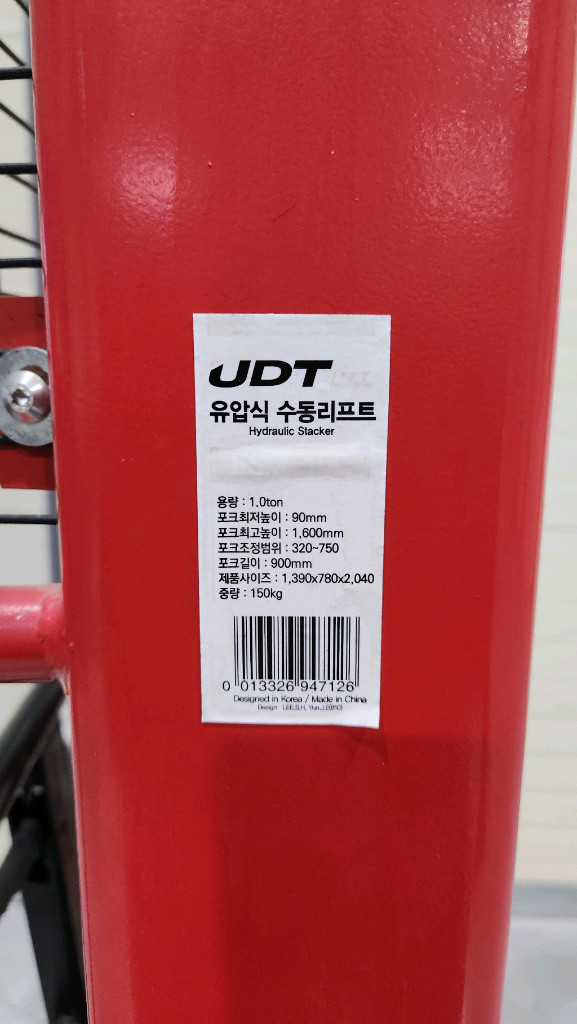 UDT
유압식 수동리프트
Hydraulic Stacker
용량 : 1.0ton
포크최저높이 : 90mm
포크최고높이 : 1,600mm
포크조정범위 : 320~750
포크길이 : 900mm
제품사이즈 : 1,390x780x2,040
중량 : 150kg
0 013326 947126
Designed in Korea / Made in China
Design